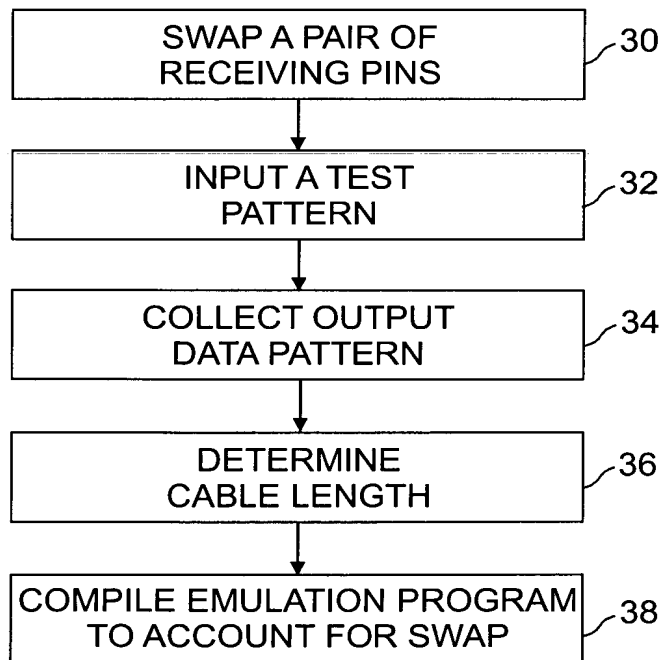 SWAP A PAIR OF
RECEIVING PINS
30
INPUT A TEST
PATTERN
32
COLLECT OUTPUT
DATA PATTERN
34
DETERMINE
CABLE LENGTH
36
COMPILE EMULATION PROGRAM
TO ACCOUNT FOR SWAP
38